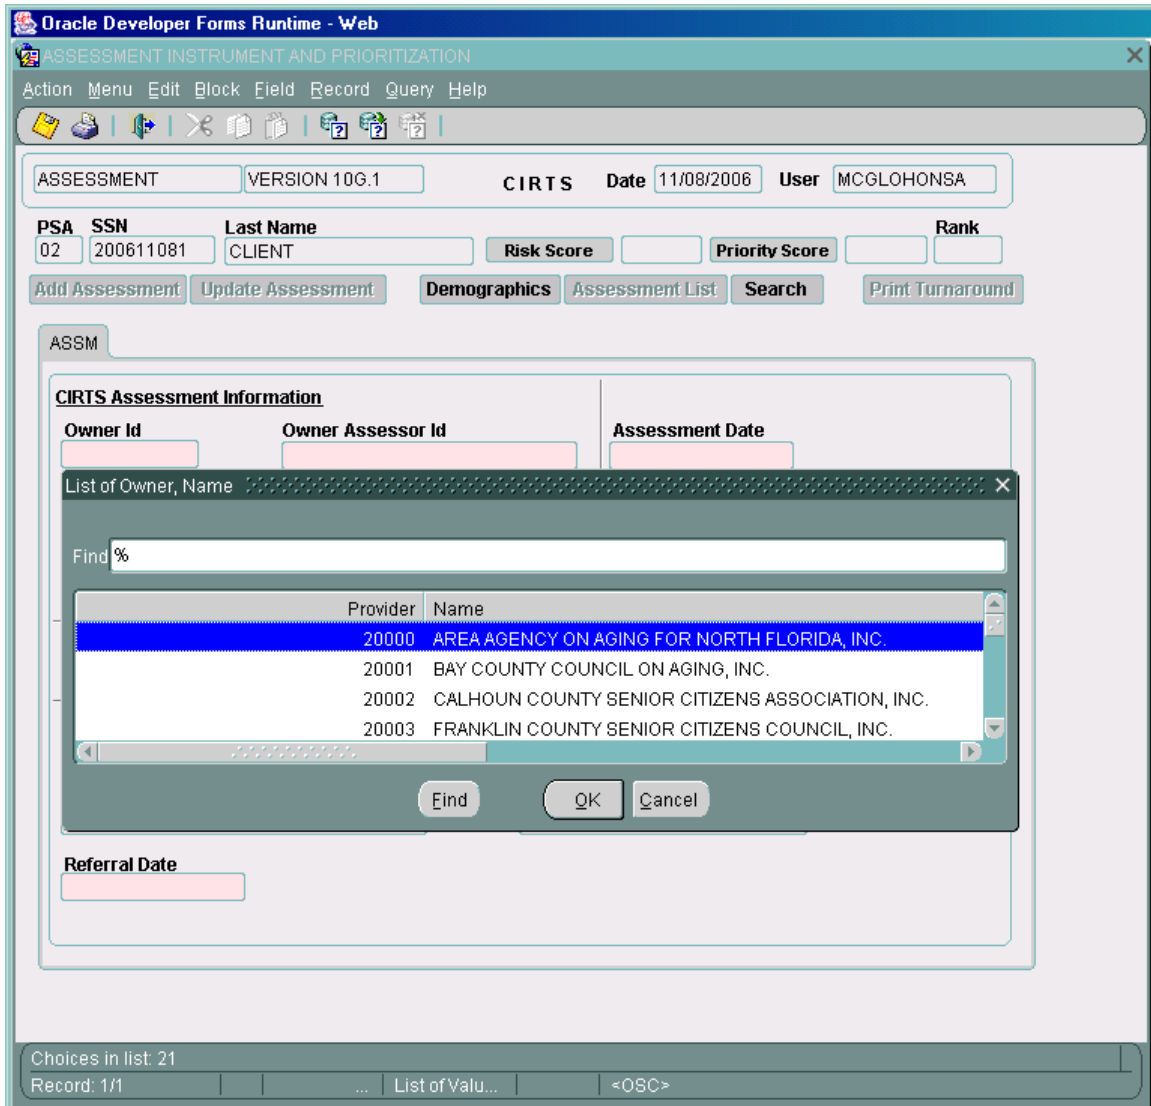 Oracle Developer Forms Runtime - Web
ASSESSMENT INSTRUMENT AND PRIORITIZATION
Action Menu Edit Block Field Record Query Help
ASSESSMENT VERSION 10G.1 CIRTS Date 11/08/2006 User MCGLOHONSA
PSA SSN Last Name Rank
02 200611081 CLIENT Risk Score Priority Score
Add Assessment Update Assessment Demographics Assessment List Search Print Turnaround
ASSM
CIRTS Assessment Information
Owner Id Owner Assessor Id Assessment Date
List of Owner, Name
Find %
Provider Name
20000 AREA AGENCY ON AGING FOR NORTH FLORIDA, INC.
20001 BAY COUNTY COUNCIL ON AGING, INC.
20002 CALHOUN COUNTY SENIOR CITIZENS ASSOCIATION, INC.
20003 FRANKLIN COUNTY SENIOR CITIZENS COUNCIL, INC.
Find OK Cancel
Referral Date
Choices in list: 21
Record: 1/1 ... List of Valu... <OSC>